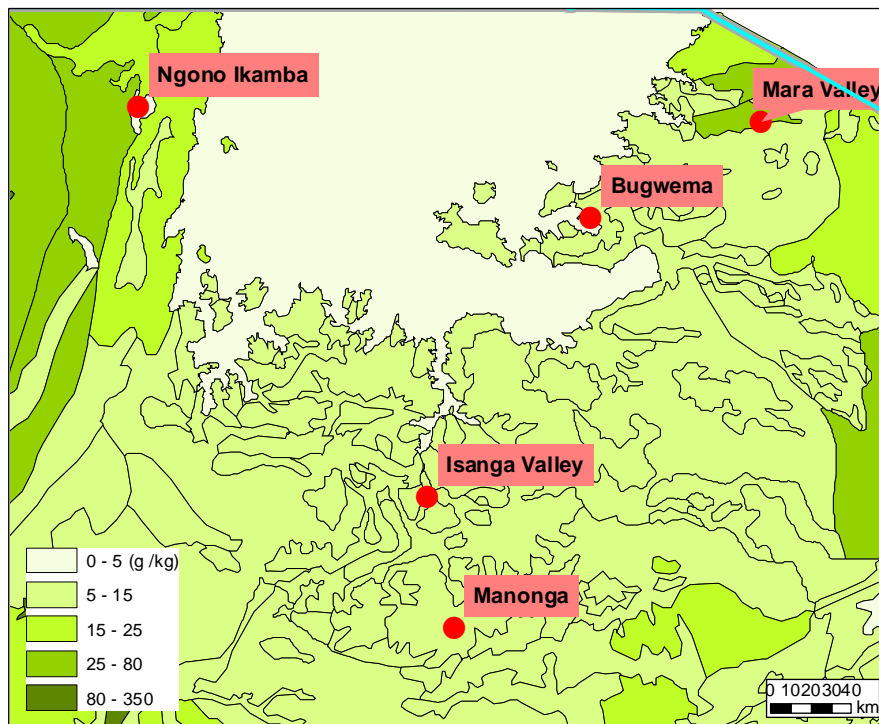 Ngono Ikamba
Mara Valley
Bugwema
Isanga Valley
Manonga
0 - 5 (g /kg)
5 - 15
15 - 25
25 - 80
80 - 350
0 10203040
km